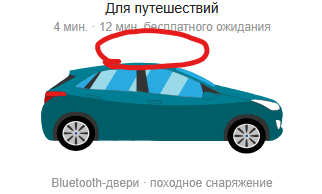 Для путешествий
4 мин. · 12 мин. бесплатного ожидания
Bluetooth-двери · походное снаряжение